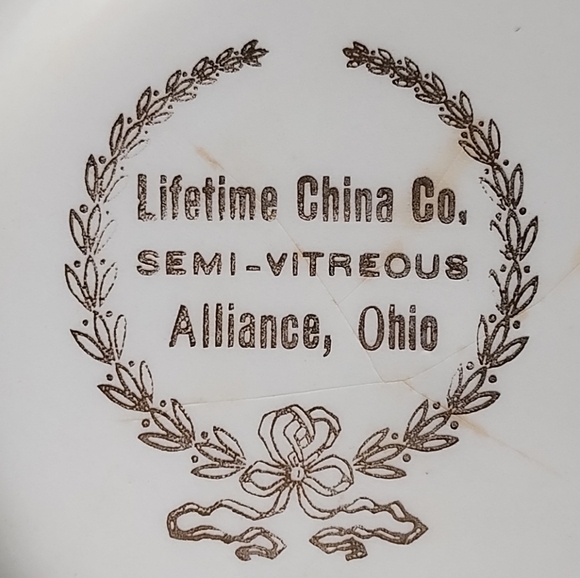 Lifetime China Co.
SEMI-VITREOUS
Alliance, Ohio